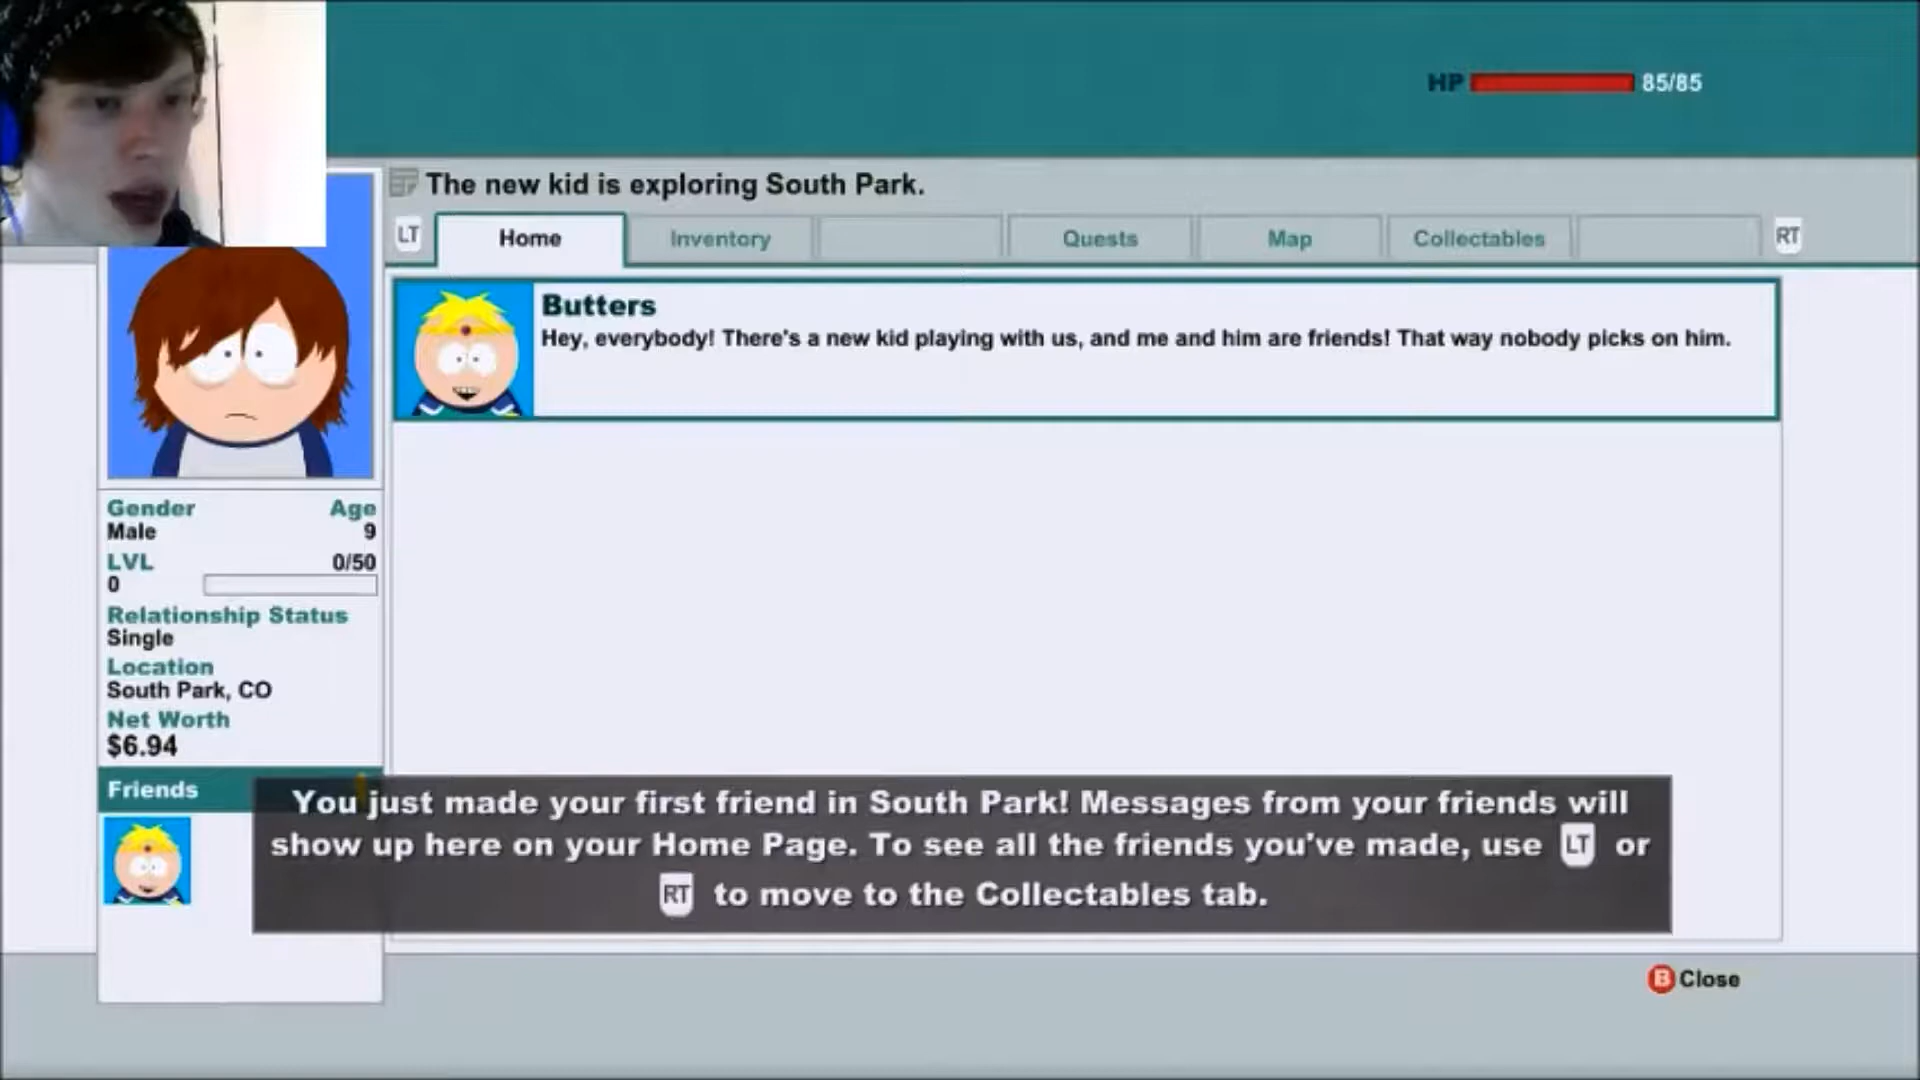 HP 85/85
The new kid is exploring South Park.
LT Home Inventory Quests Map Collectables RT
Butters
Hey, everybody! There's a new kid playing with us, and me and him are friends! That way nobody picks on him.
Gender Age
Male 9
LVL 0/50
0
Relationship Status
Single
Location
South Park, CO
Net Worth
$6.94
Friends
You just made your first friend in South Park! Messages from your friends will
show up here on your Home Page. To see all the friends you've made, use LT or
RT to move to the Collectables tab.
B Close